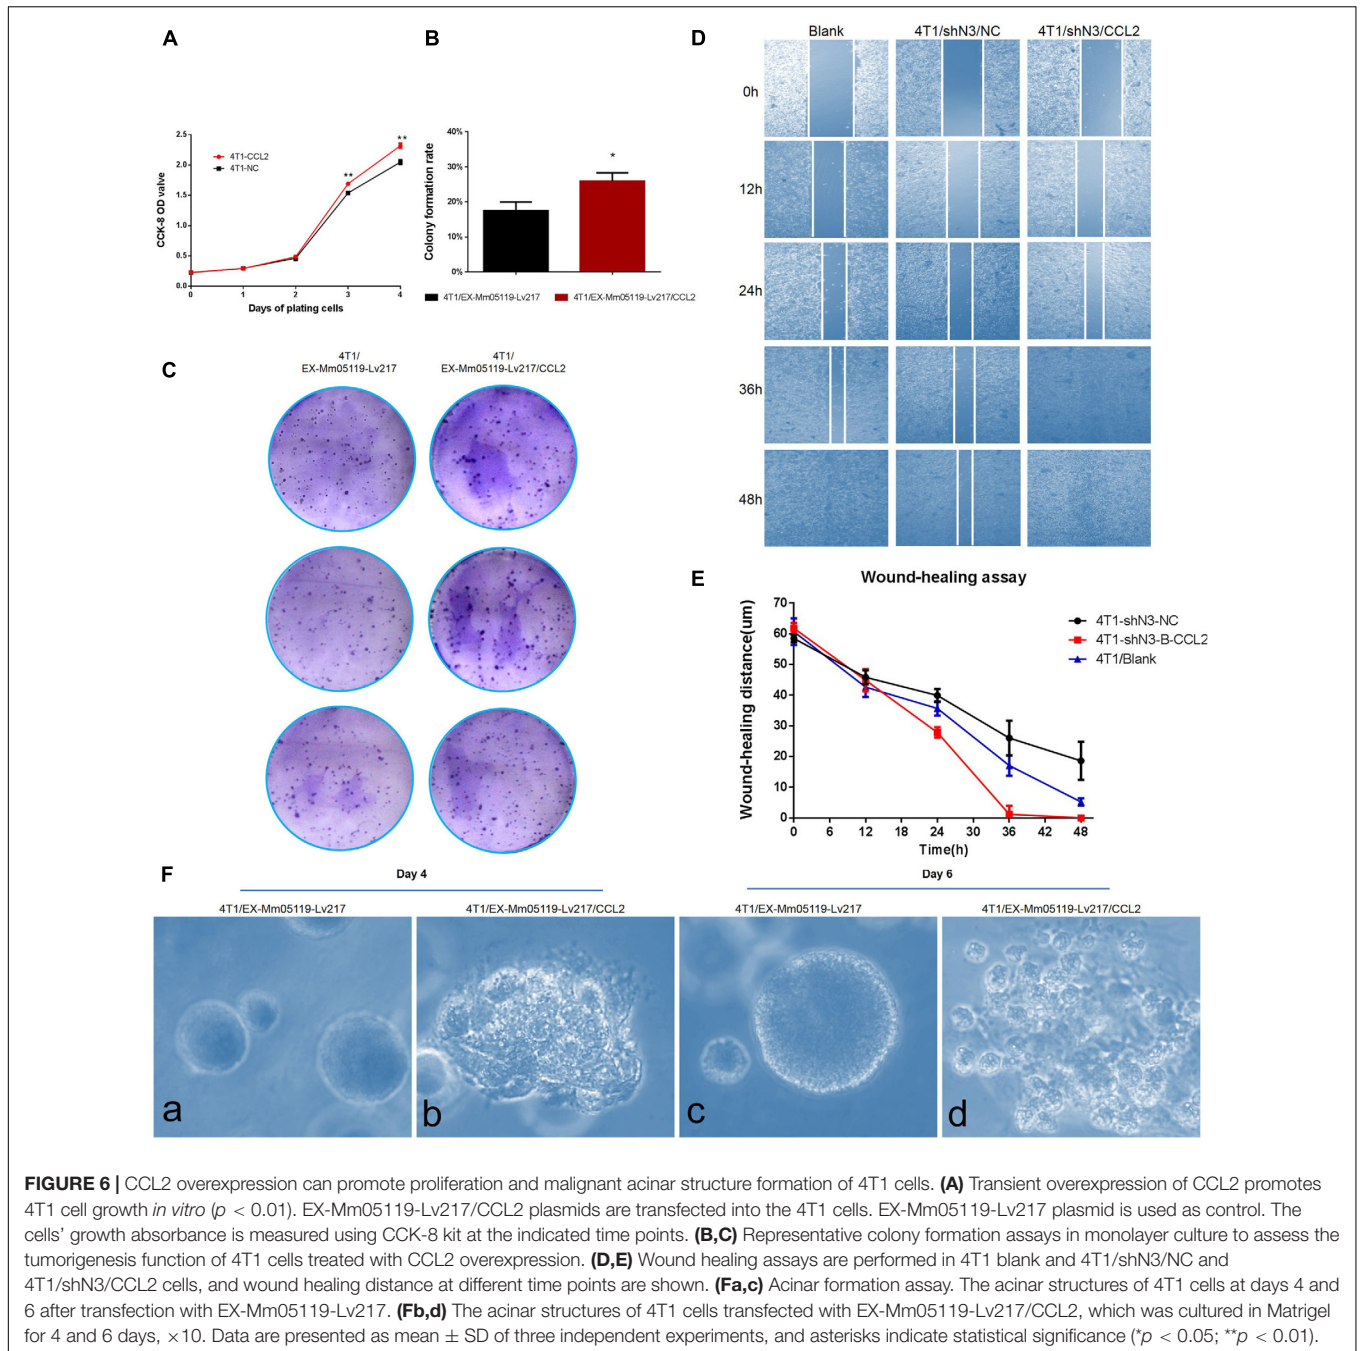 A
2.5
2.0
1.5
1.0
0.5
0.0
CCK-8 OD valve
4T1-CCL2
4T1-NC
**
**
0 1 2 3 4
Days of plating cells
B
40%
30%
20%
10%
0%
Colony formation rate
*
4T1/EX-Mm05119-Lv217 4T1/EX-Mm05119-Lv217/CCL2
C
4T1/
EX-Mm05119-Lv217
4T1/
EX-Mm05119-Lv217/CCL2
D
Blank 4T1/shN3/NC 4T1/shN3/CCL2
0h
12h
24h
36h
48h
E
Wound-healing assay
70
60
50
40
30
20
10
0
Wound-healing distance(um)
4T1-shN3-NC
4T1-shN3-B-CCL2
4T1/Blank
0 6 12 18 24 30 36 42 48
Time(h)
F
Day 4
Day 6
4T1/EX-Mm05119-Lv217 4T1/EX-Mm05119-Lv217/CCL2 4T1/EX-Mm05119-Lv217 4T1/EX-Mm05119-Lv217/CCL2
a b c d
FIGURE 6 | CCL2 overexpression can promote proliferation and malignant acinar structure formation of 4T1 cells. (A) Transient overexpression of CCL2 promotes
4T1 cell growth in vitro (p < 0.01). EX-Mm05119-Lv217/CCL2 plasmids are transfected into the 4T1 cells. EX-Mm05119-Lv217 plasmid is used as control. The
cells’ growth absorbance is measured using CCK-8 kit at the indicated time points. (B,C) Representative colony formation assays in monolayer culture to assess the
tumorigenesis function of 4T1 cells treated with CCL2 overexpression. (D,E) Wound healing assays are performed in 4T1 blank and 4T1/shN3/NC and
4T1/shN3/CCL2 cells, and wound healing distance at different time points are shown. (Fa,c) Acinar formation assay. The acinar structures of 4T1 cells at days 4 and
6 after transfection with EX-Mm05119-Lv217. (Fb,d) The acinar structures of 4T1 cells transfected with EX-Mm05119-Lv217/CCL2, which was cultured in Matrigel
for 4 and 6 days, ×10. Data are presented as mean ± SD of three independent experiments, and asterisks indicate statistical significance (*p < 0.05; **p < 0.01).